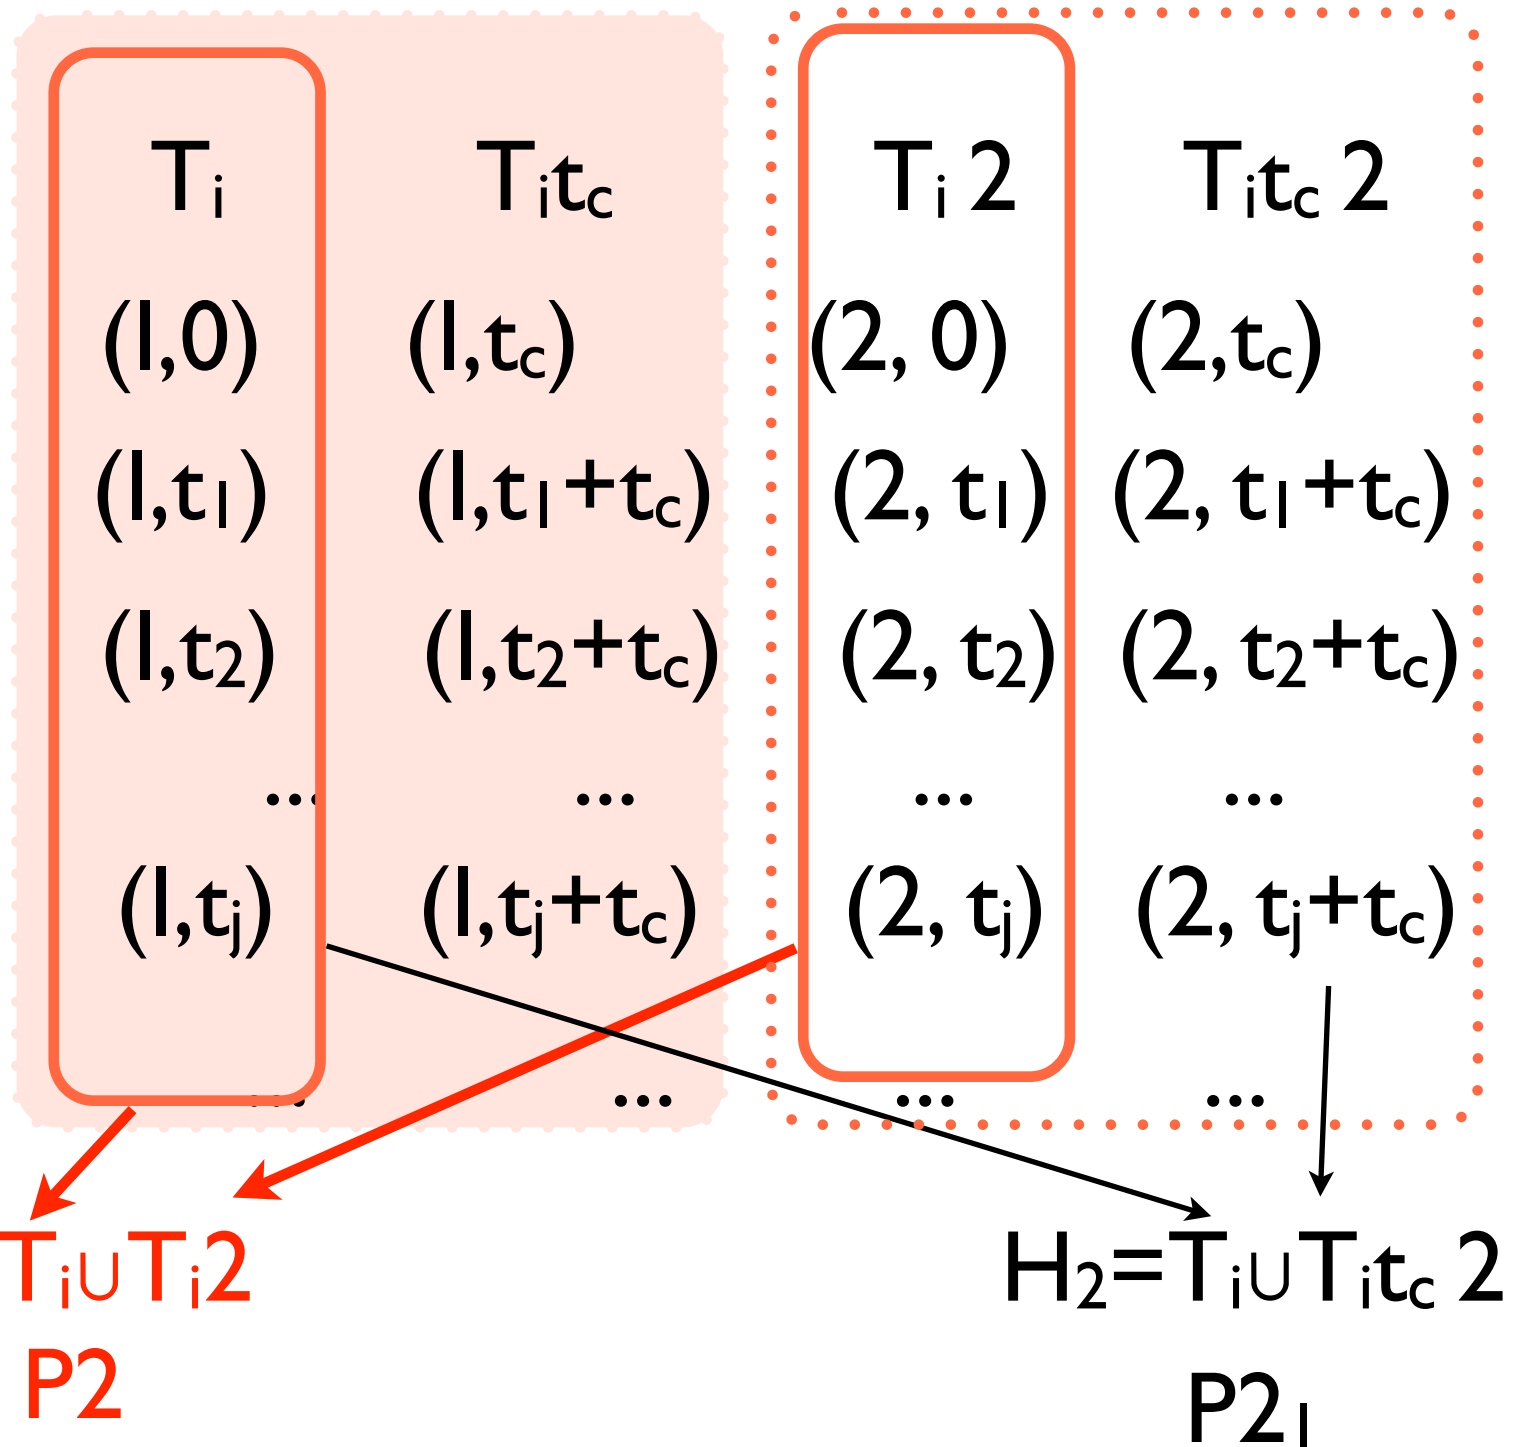 Tᵢ Tᵢt꜀ Tᵢ 2 Tᵢt꜀ 2
(1,0) (1,t꜀) (2, 0) (2,t꜀)
(1,t₁) (1,t₁+t꜀) (2, t₁) (2, t₁+t꜀)
(1,t₂) (1,t₂+t꜀) (2, t₂) (2, t₂+t꜀)
... ... ... ...
(1,tⱼ) (1,tⱼ+t꜀) (2, tⱼ) (2, tⱼ+t꜀)
... ... ... ...
Tᵢ∪Tᵢ2 H₂=Tᵢ∪Tᵢt꜀ 2
P2 P2₁